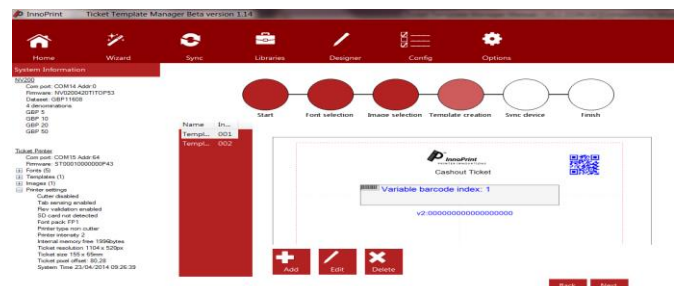 InnoPrint Ticket Template Manager Beta version 1.14
Home Wizard Sync Libraries Designer Config Options
System Information
NV200
Com port: COM14 Addr:0
Firmware: NV0200420TITOP53
Dataset: GBP11608
4 denominations
GBP 5
GBP 10
GBP 20
GBP 50
Ticket Printer
Com port: COM15 Addr:64
Firmware: ST00010000000P43
Fonts (5)
Templates (1)
Images (1)
Printer settings
Cutter disabled
Tab sensing enabled
Rev validation enabled
SD card not detected
Font pack: FP1
Printer type non cutter
Printer intensity 2
Internal memory free 1996bytes
Ticket resolution 1104 x 520px
Ticket size 155 x 65mm
Ticket pixel offset: 80.28
System Time 23/04/2014 09:26:39
Start Font selection Image selection Template creation Sync device Finish
Name In...
Templ... 001
Templ... 002
InnoPrint
Cashout Ticket
Variable barcode index: 1
v2:000000000000000000
Add Edit Delete
Back Next